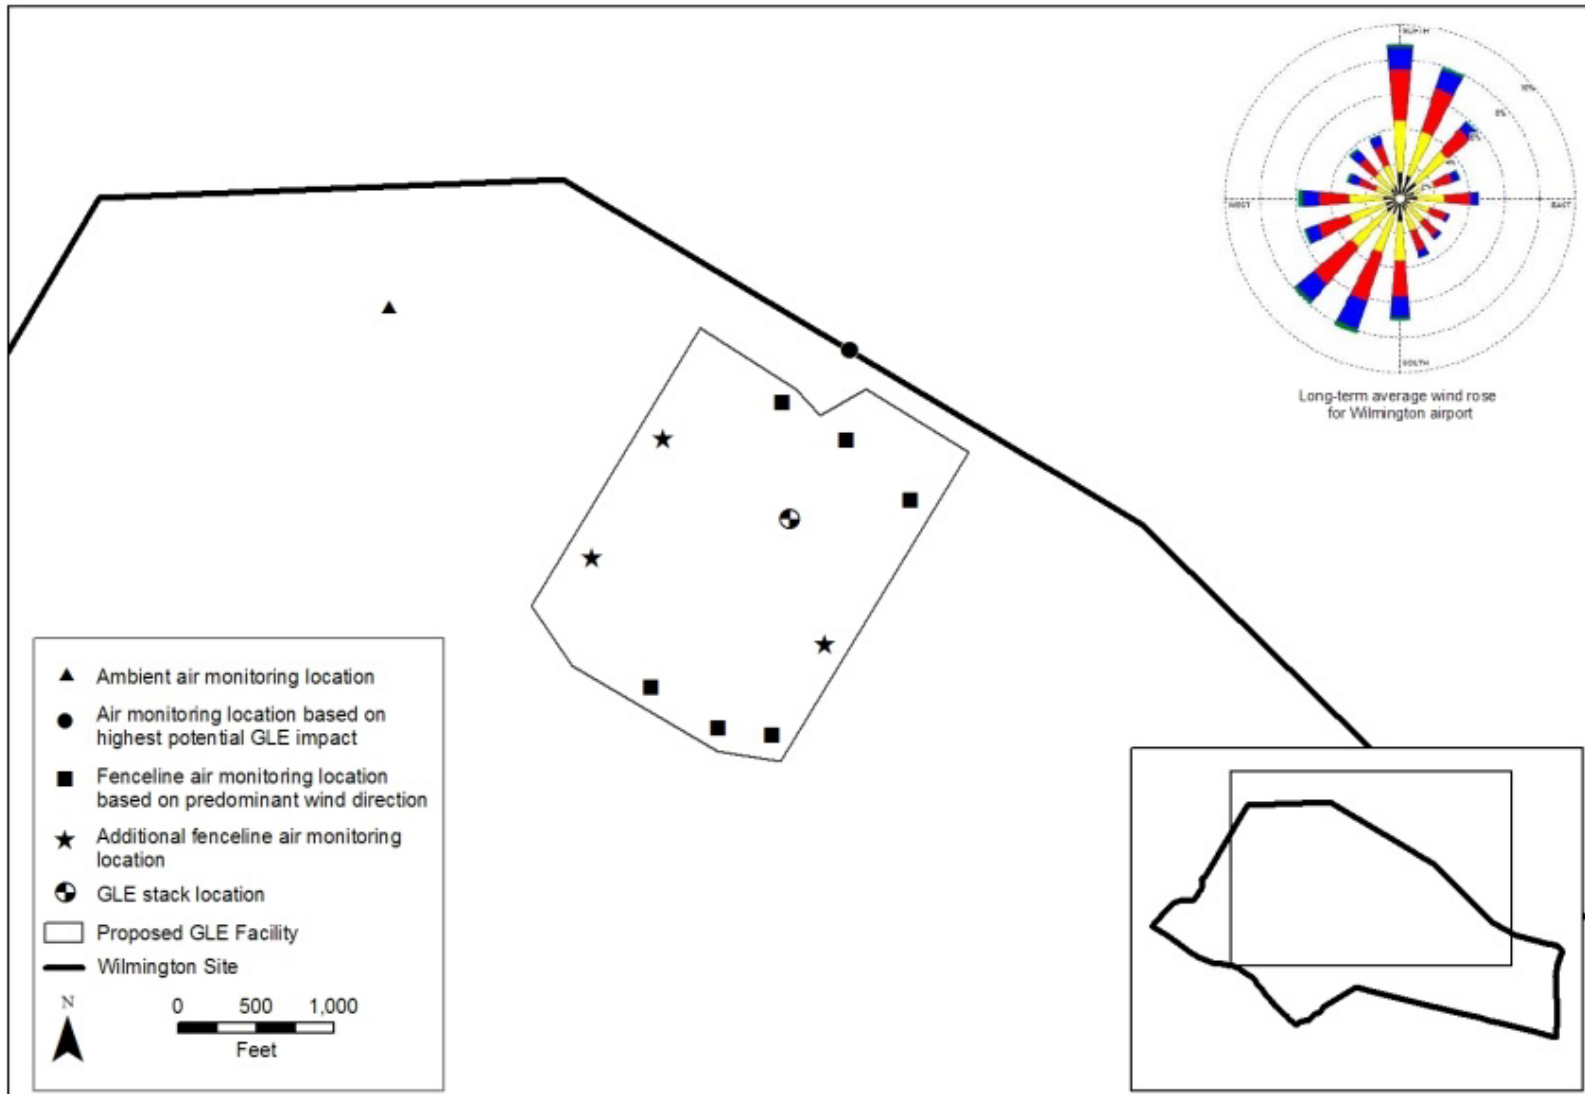 NORTH
10%
8%
WEST
EAST
SOUTH
Long-term average wind rose
for Wilmington airport
Ambient air monitoring location
Air monitoring location based on
highest potential GLE impact
Fenceline air monitoring location
based on predominant wind direction
Additional fenceline air monitoring
location
GLE stack location
Proposed GLE Facility
Wilmington Site
N
0 500 1,000
Feet